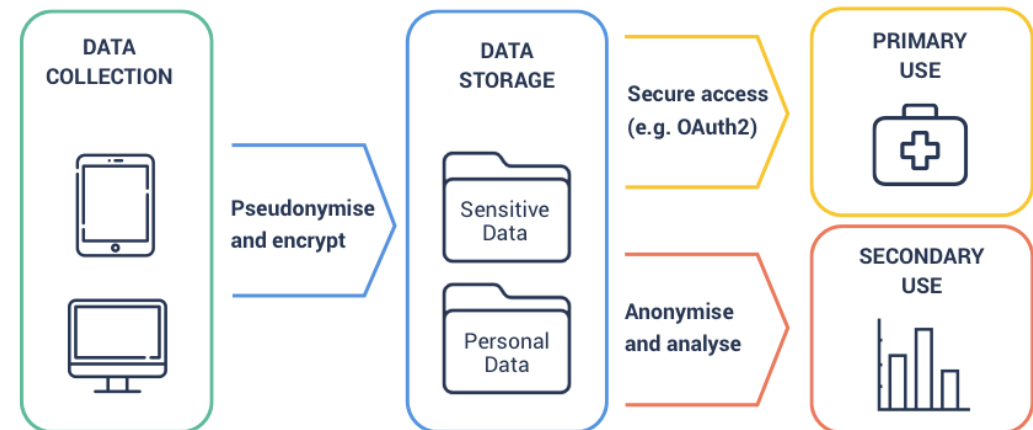 DATA
COLLECTION
Pseudonymise
and encrypt
DATA
STORAGE
Sensitive
Data
Personal
Data
Secure access
(e.g. OAuth2)
PRIMARY
USE
Anonymise
and analyse
SECONDARY
USE